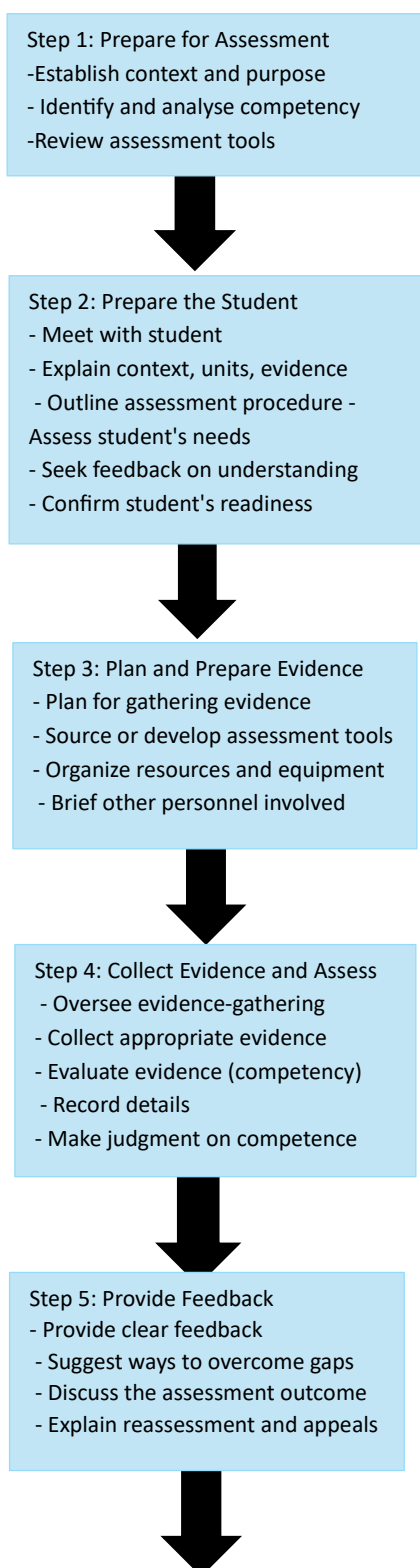 Step 1: Prepare for Assessment
-Establish context and purpose
- Identify and analyse competency
-Review assessment tools
Step 2: Prepare the Student
- Meet with student
- Explain context, units, evidence
- Outline assessment procedure -
Assess student's needs
- Seek feedback on understanding
- Confirm student's readiness
Step 3: Plan and Prepare Evidence
- Plan for gathering evidence
- Source or develop assessment tools
- Organize resources and equipment
- Brief other personnel involved
Step 4: Collect Evidence and Assess
- Oversee evidence-gathering
- Collect appropriate evidence
- Evaluate evidence (competency)
- Record details
- Make judgment on competence
Step 5: Provide Feedback
- Provide clear feedback
- Suggest ways to overcome gaps
- Discuss the assessment outcome
- Explain reassessment and appeals